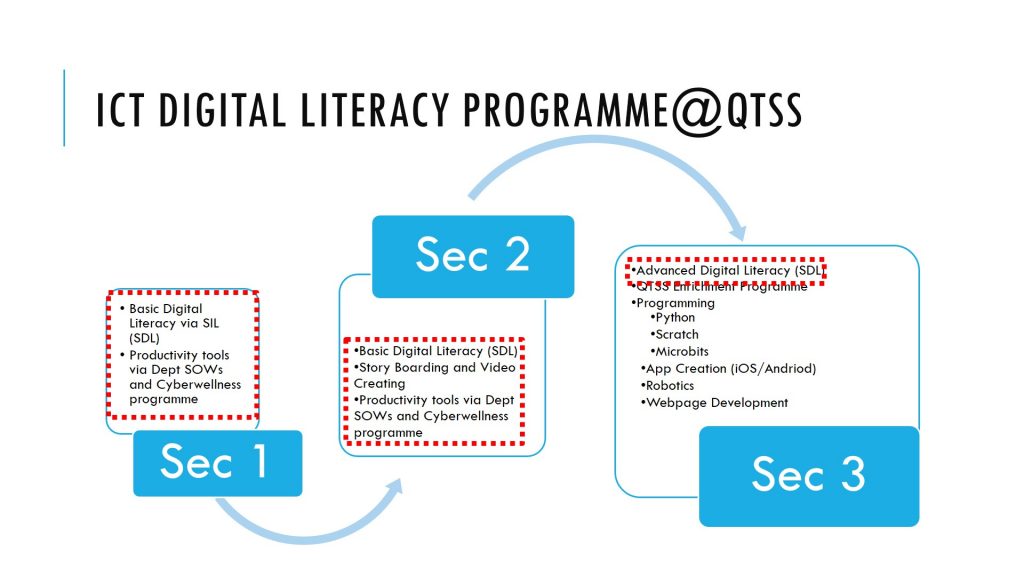 ICT DIGITAL LITERACY PROGRAMME@QTSS
Sec 1
• Basic Digital
Literacy via SIL
(SDL)
• Productivity tools
via Dept SOWs
and Cyberwellness
programme
Sec 2
•Basic Digital Literacy (SDL)
•Story Boarding and Video
Creating
•Productivity tools via Dept
SOWs and Cyberwellness
programme
Sec 3
•Advanced Digital Literacy (SDL)
•QTSS Enrichment Programme
•Programming
•Python
•Scratch
•Microbits
•App Creation (iOS/Andriod)
•Robotics
•Webpage Development